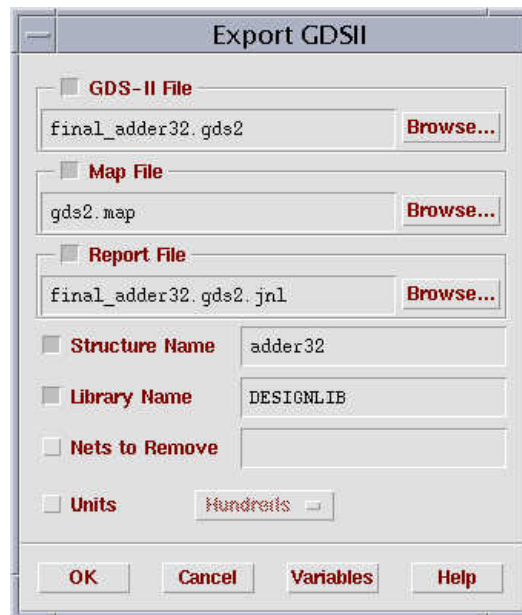 Export GDSII
GDS-II File
final_adder32.gds2 Browse...
Map File
gds2.map Browse...
Report File
final_adder32.gds2.jnl Browse...
Structure Name adder32
Library Name DESIGNLIB
Nets to Remove
Units Hundreds
OK Cancel Variables Help